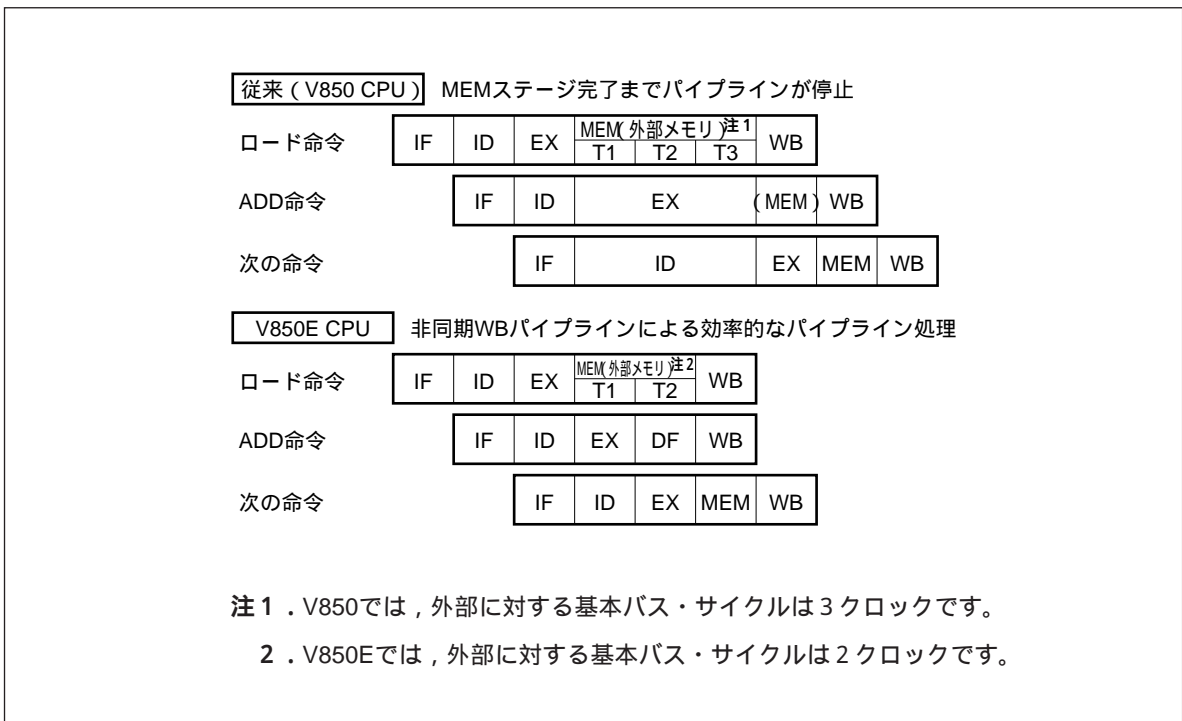 従来（V850 CPU） MEMステージ完了までパイプラインが停止
ロード命令 IF ID EX MEM（外部メモリ）注1 WB
T1 T2 T3
ADD命令 IF ID EX （MEM） WB
次の命令 IF ID EX MEM WB
V850E CPU 非同期WBパイプラインによる効率的なパイプライン処理
ロード命令 IF ID EX MEM（外部メモリ）注2 WB
T1 T2
ADD命令 IF ID EX DF WB
次の命令 IF ID EX MEM WB
注1．V850では，外部に対する基本バス・サイクルは3クロックです。
2．V850Eでは，外部に対する基本バス・サイクルは2クロックです。